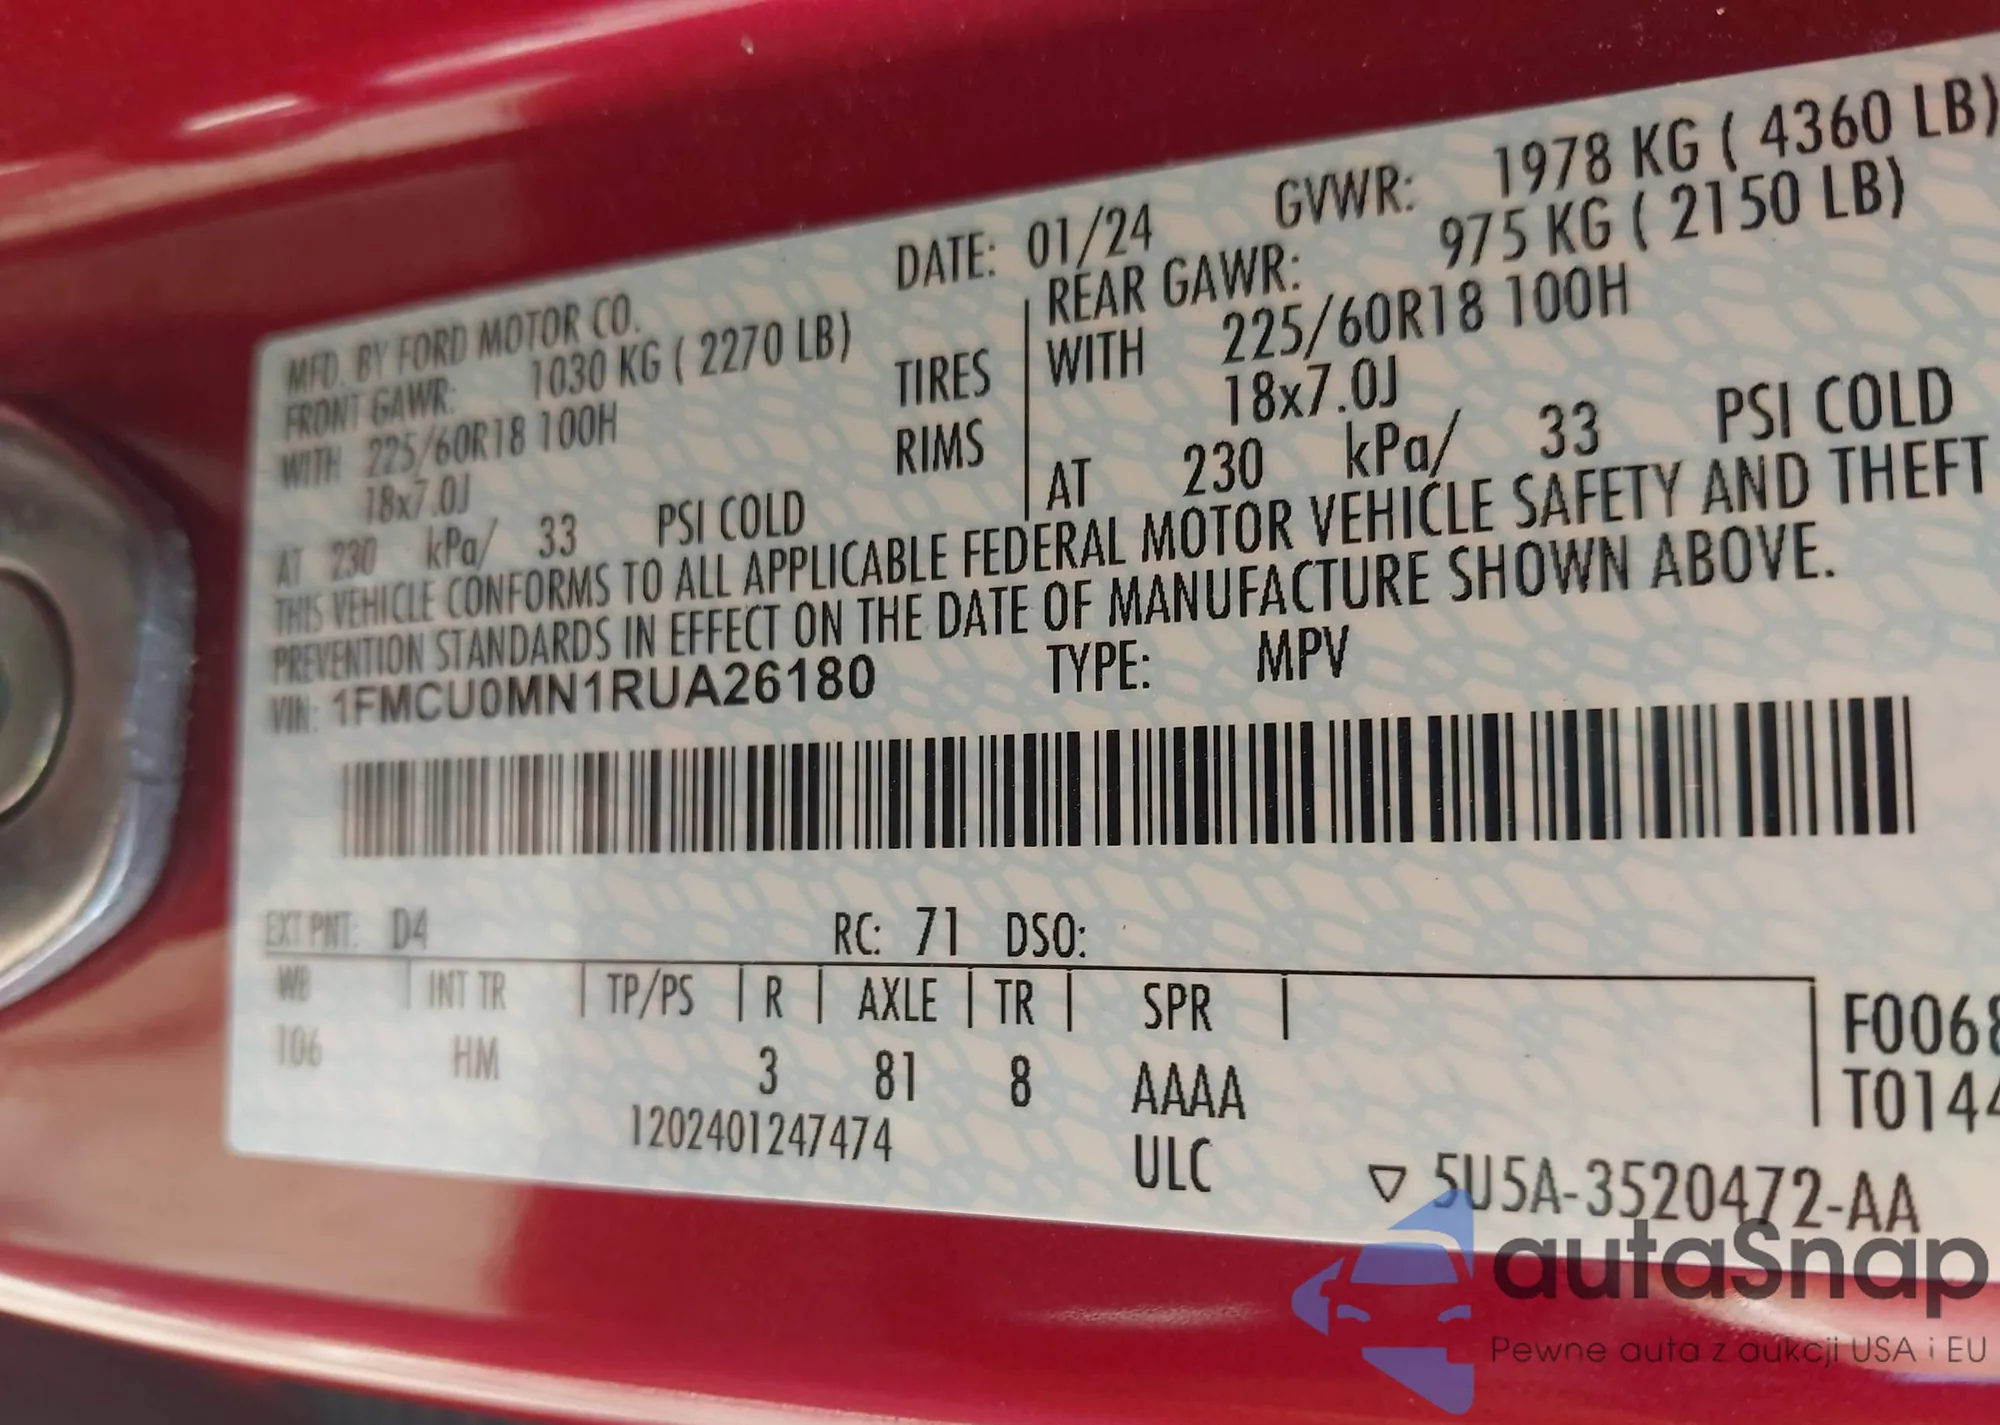 MFD. BY FORD MOTOR CO. DATE: 01/24 GVWR: 1978 KG ( 4360 LB)
FRONT GAWR: 1030 KG ( 2270 LB) REAR GAWR: 975 KG ( 2150 LB)
WITH 225/60R18 100H TIRES WITH 225/60R18 100H
18x7.0J RIMS 18x7.0J
AT 230 kPa/ 33 PSI COLD AT 230 kPa/ 33 PSI COLD
THIS VEHICLE CONFORMS TO ALL APPLICABLE FEDERAL MOTOR VEHICLE SAFETY AND THEFT
PREVENTION STANDARDS IN EFFECT ON THE DATE OF MANUFACTURE SHOWN ABOVE.
VIN: 1FMCU0MN1RUA26180 TYPE: MPV
EXT PNT: D4 RC: 71 DSO:
WB INT TR TP/PS R AXLE TR SPR
106 HM 3 81 8 AAAA
F0068
T0144
1202401247474 ULC
▽ 5U5A-3520472-AA
autaSnap
Pewne auta z aukcji USA i EU